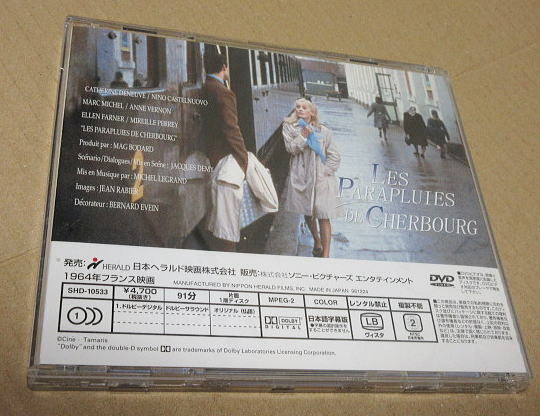 CATHERINE DENEUVE / NINO CASTELNUOVO
MARC MICHEL / ANNE VERNON
ELLEN FARNER / MIREILLE PERREY
"LES PARAPLUIES DE CHERBOURG"
Produit par : MAG BODARD
Scénario/Dialogues/Mis en Scène : JACQUES DEMY
Mis en Musique par : MICHEL LEGRAND
Images : JEAN RABIER
Décorateur : BERNARD EVEIN
LES
PARAPLUIES
DE CHERBOURG
発売: HERALD 日本ヘラルド映画株式会社 販売:株式会社ソニー・ピクチャーズ エンタテインメント
1964年フランス映画
MANUFACTURED BY NIPPON HERALD FILMS, INC. MADE IN JAPAN
DVD
VIDEO
SHD-10533
¥4,700
(税抜き)
91分
片面
1層ディスク
MPEG-2
COLOR
レンタル禁止
複製不能
1.ドルビーデジタル
ドルビーサラウンド
オリジナル(仏語)
DOLBY
DIGITAL
日本語字幕版
LB
ヴィスタ
2
©Ciné - Tamaris
"Dolby" and the double-D symbol are trademarks of Dolby Laboratories Licensing Corporation.